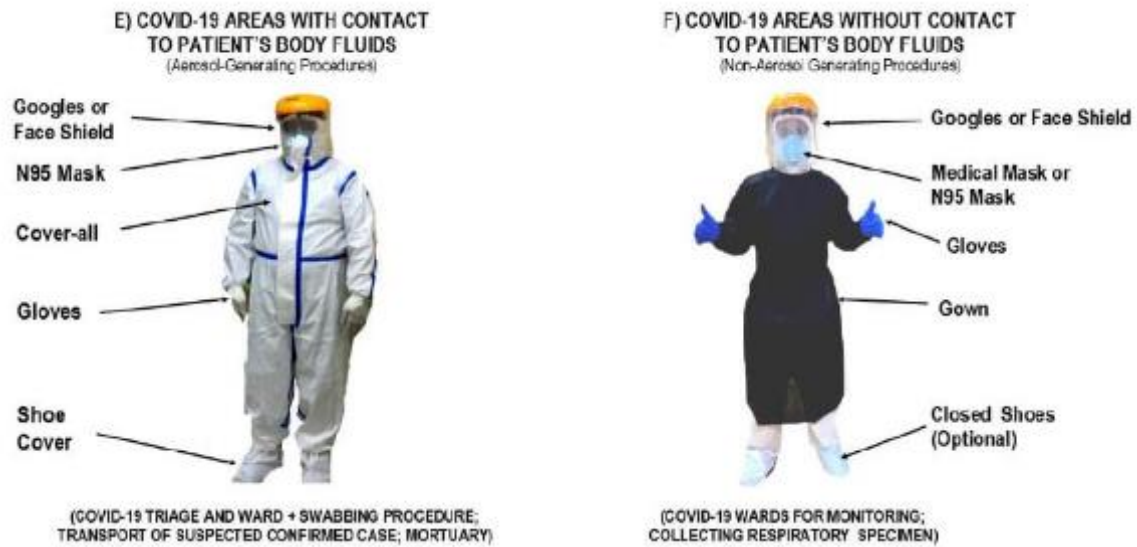 E) COVID-19 AREAS WITH CONTACT
TO PATIENT'S BODY FLUIDS
(Aerosol-Generating Procedures)
Googles or
Face Shield
N95 Mask
Cover-all
Gloves
Shoe
Cover
(COVID-19 TRIAGE AND WARD + SWABBING PROCEDURE;
TRANSPORT OF SUSPECTED CONFIRMED CASE; MORTUARY)
F) COVID-19 AREAS WITHOUT CONTACT
TO PATIENT'S BODY FLUIDS
(Non-Aerosol Generating Procedures)
Googles or Face Shield
Medical Mask or
N95 Mask
Gloves
Gown
Closed Shoes
(Optional)
(COVID-19 WARDS FOR MONITORING;
COLLECTING RESPIRATORY SPECIMEN)